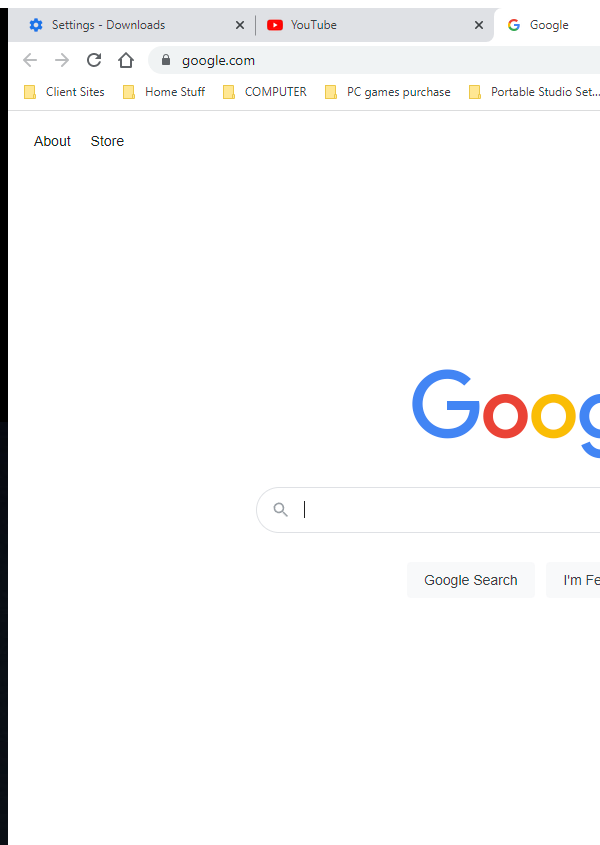 Settings - Downloads YouTube Google
google.com
Client Sites Home Stuff COMPUTER PC games purchase Portable Studio Set...
About Store
Goog
Google Search I'm Fe